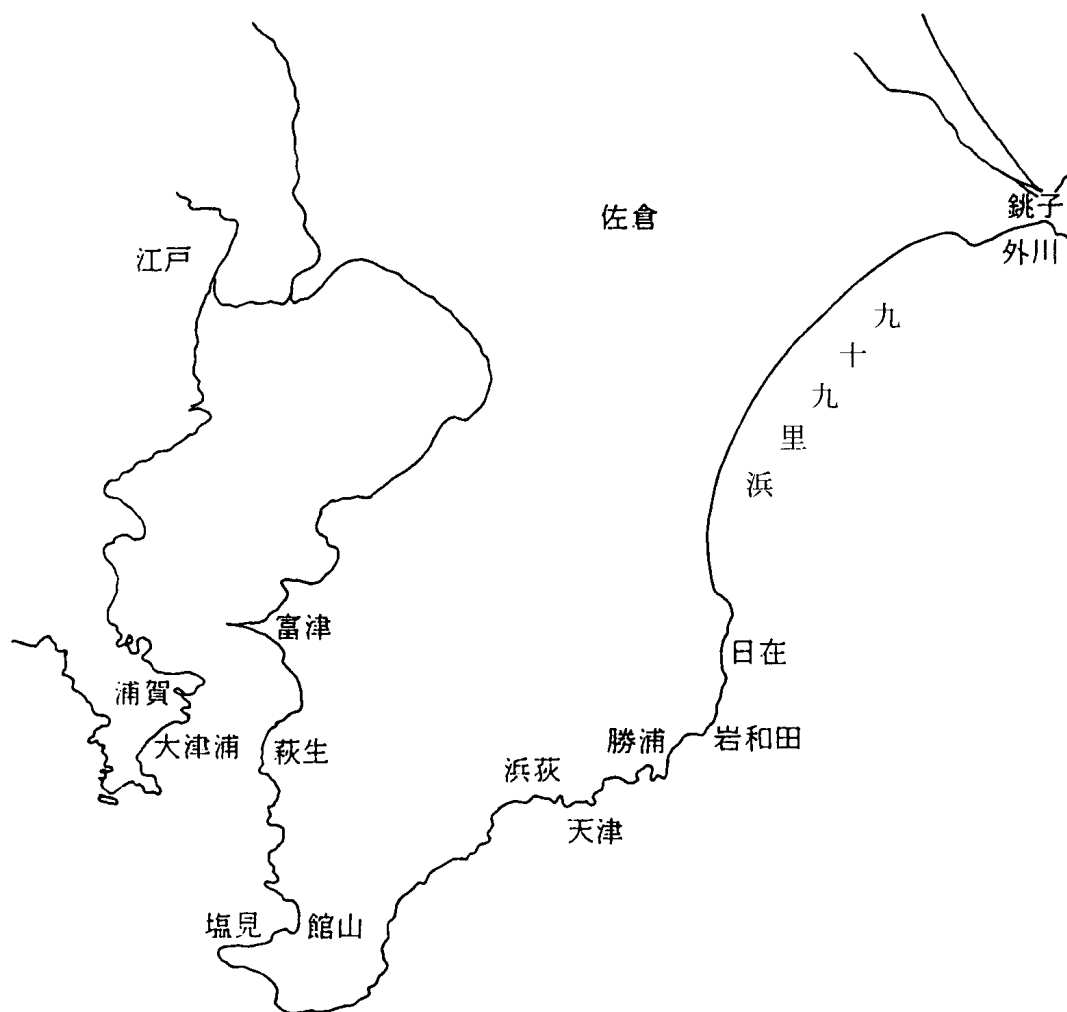 銚子
佐倉
外川
江戸
九十九里浜
富津
日在
浦賀
勝浦
岩和田
大津浦
萩生
浜荻
天津
塩見
館山